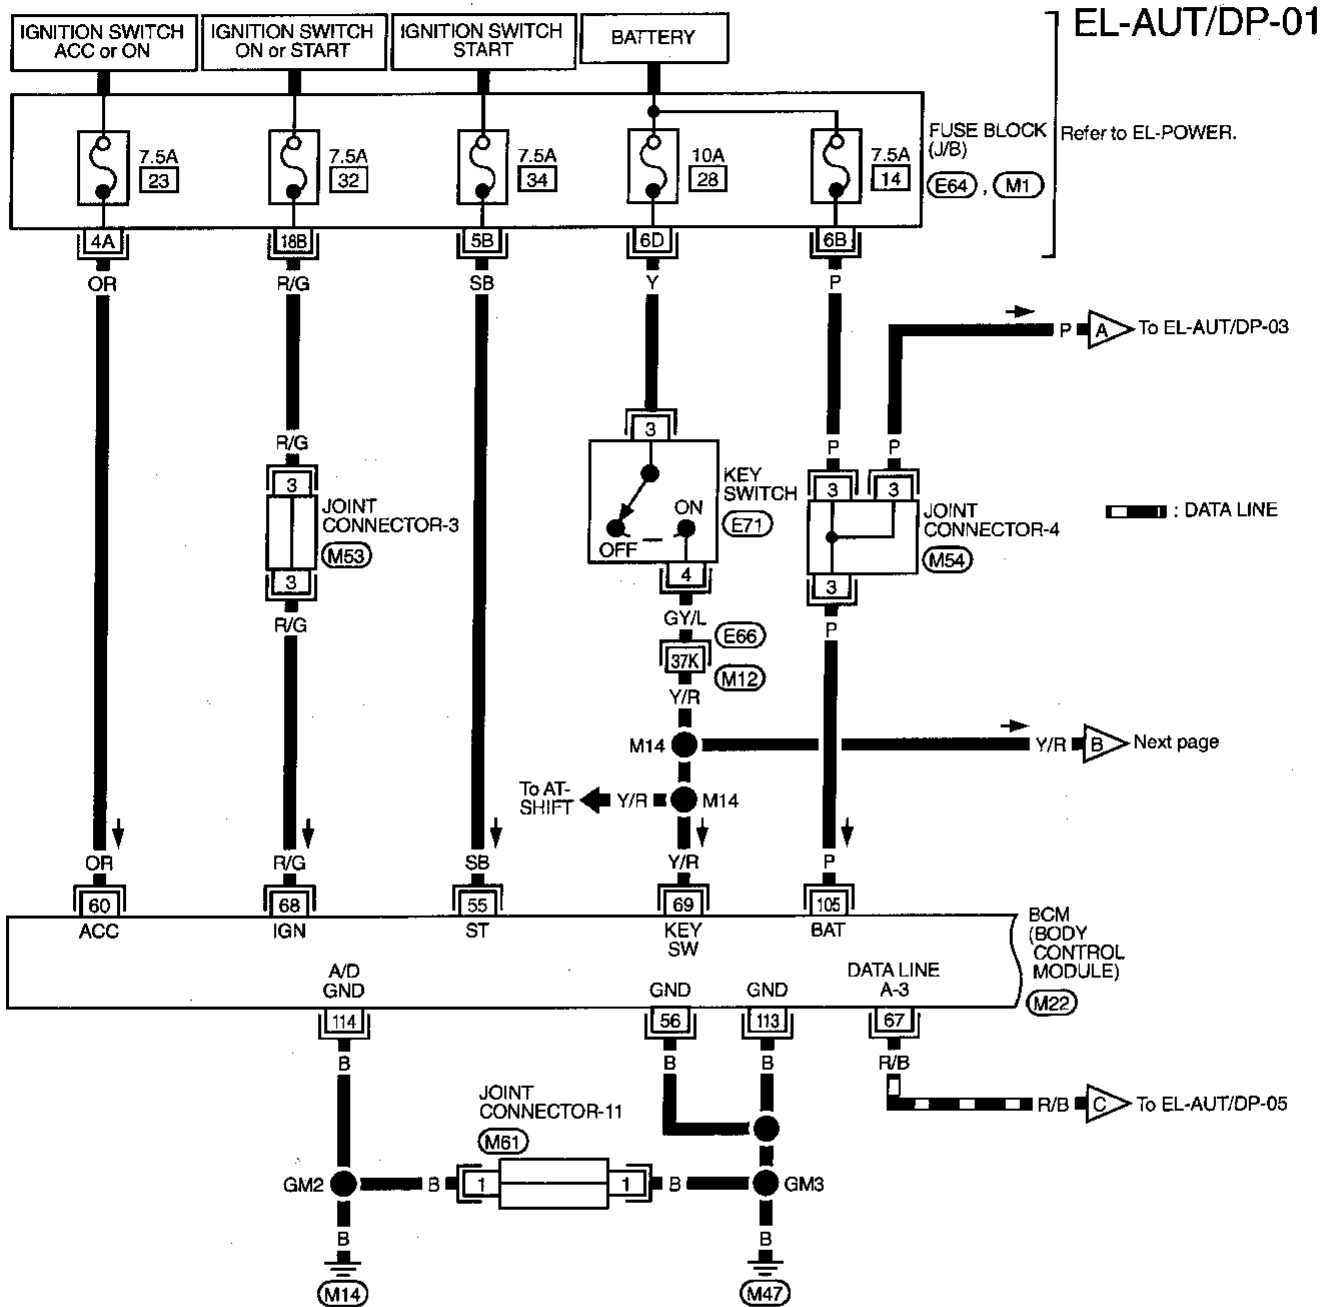 EL-AUT/DP-01
IGNITION SWITCH
ACC or ON
IGNITION SWITCH
ON or START
IGNITION SWITCH
START
BATTERY
7.5A
23
7.5A
32
7.5A
34
10A
28
7.5A
14
FUSE BLOCK
(J/B)
E64 , M1
Refer to EL-POWER.
4A
18B
5B
6D
6B
OR
R/G
SB
Y
P
P
A
To EL-AUT/DP-03
R/G
3
JOINT
CONNECTOR-3
M53
3
R/G
3
KEY
SWITCH
E71
ON
OFF
4
GY/L
E66
37K
M12
Y/R
P
P
3
3
JOINT
CONNECTOR-4
M54
3
P
: DATA LINE
M14
Y/R
B
Next page
To AT-
SHIFT
Y/R
M14
OR
R/G
SB
Y/R
P
60
68
55
69
105
ACC
IGN
ST
KEY
SW
BAT
BCM
(BODY
CONTROL
MODULE)
M22
A/D
GND
GND
GND
DATA LINE
A-3
114
56
113
67
B
B
B
R/B
R/B
C
To EL-AUT/DP-05
JOINT
CONNECTOR-11
M61
GM2
B
1
1
B
GM3
B
B
M14
M47